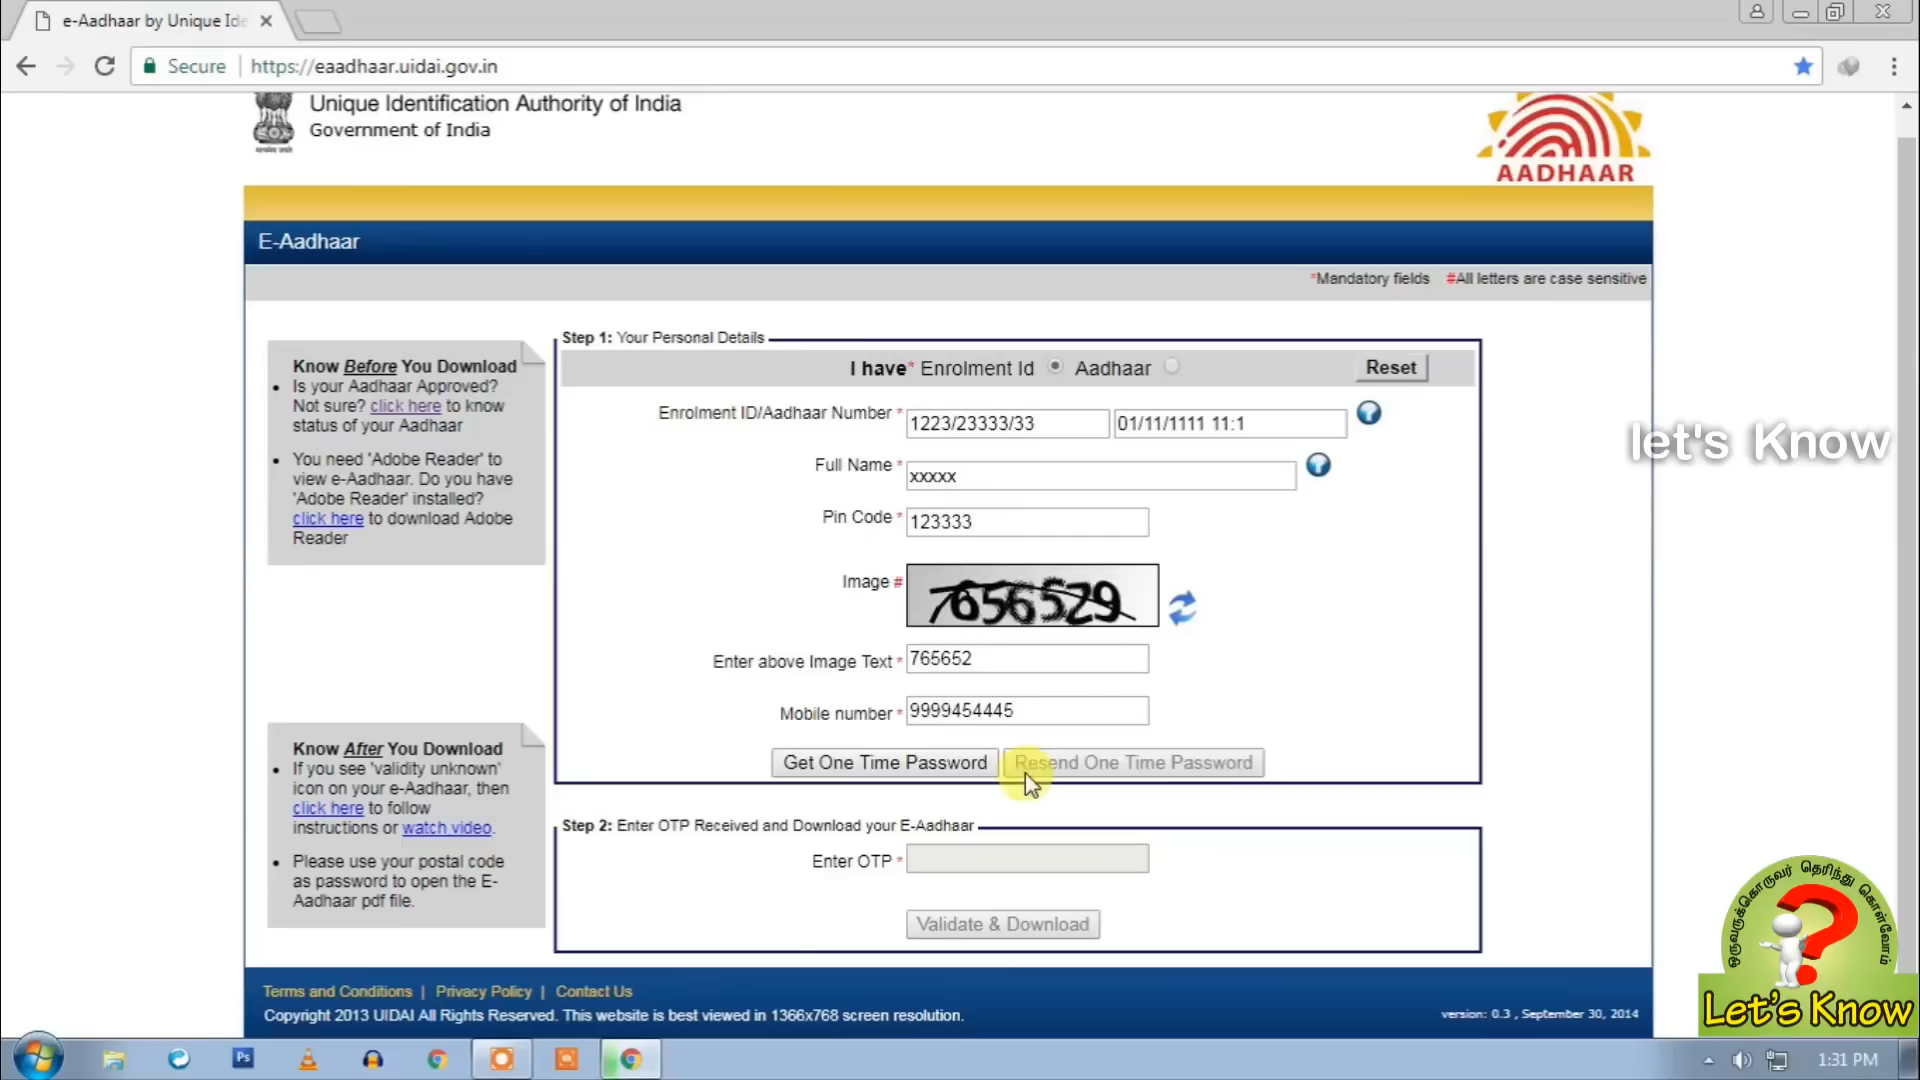 e-Aadhaar by Unique Ide
Secure
https://eaadhaar.uidai.gov.in
Unique Identification Authority of India
Government of India
AADHAAR
E-Aadhaar
*Mandatory fields #All letters are case sensitive
Step 1: Your Personal Details
I have* Enrolment Id Aadhaar
Reset
Know Before You Download
Is your Aadhaar Approved?
Not sure? click here to know
status of your Aadhaar
You need 'Adobe Reader' to
view e-Aadhaar. Do you have
'Adobe Reader' installed?
click here to download Adobe
Reader
Enrolment ID/Aadhaar Number *
1223/23333/33
01/11/1111 11:1
Full Name *
xxxxx
Pin Code *
123333
Image #
7656529
Enter above Image Text *
765652
Mobile number *
9999454445
Get One Time Password
Resend One Time Password
let's Know
Know After You Download
If you see 'validity unknown'
icon on your e-Aadhaar, then
click here to follow
instructions or watch video.
Please use your postal code
as password to open the E-
Aadhaar pdf file.
Step 2: Enter OTP Received and Download your E-Aadhaar
Enter OTP *
Validate & Download
ஒருவருக்கொருவர் தெரிந்து கொள்வோம்
?
Let's Know
Terms and Conditions | Privacy Policy | Contact Us
Copyright 2013 UIDAI All Rights Reserved. This website is best viewed in 1366x768 screen resolution.
version: 0.3 , September 30, 2014
Ps
1:31 PM